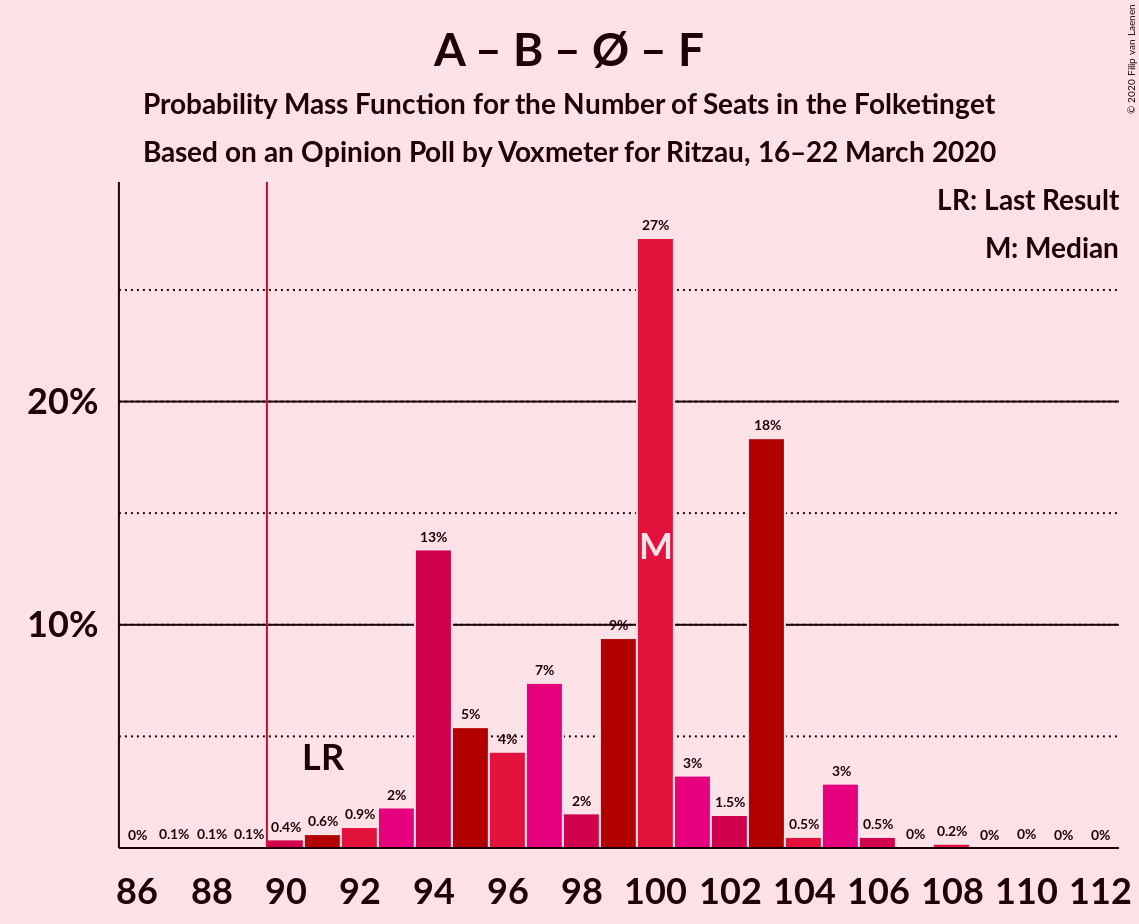 A – B – Ø – F
Probability Mass Function for the Number of Seats in the Folketinget
Based on an Opinion Poll by Voxmeter for Ritzau, 16–22 March 2020
© 2020 Filip van Laenen
LR: Last Result
M: Median
20%
10%
0% 0.1% 0.1% 0.1% 0.4% 0.6% 0.9% 2% 13% 5% 4% 7% 2% 9% 27% 3% 1.5% 18% 0.5% 3% 0.5% 0% 0.2% 0% 0% 0% 0%
LR
M
86 88 90 92 94 96 98 100 102 104 106 108 110 112